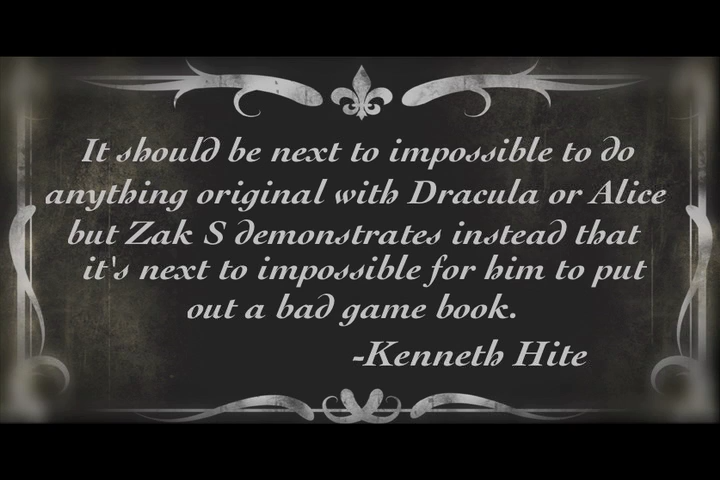 It should be next to impossible to do
anything original with Dracula or Alice
but Zak S demonstrates instead that
it's next to impossible for him to put
out a bad game book.
-Kenneth Hite